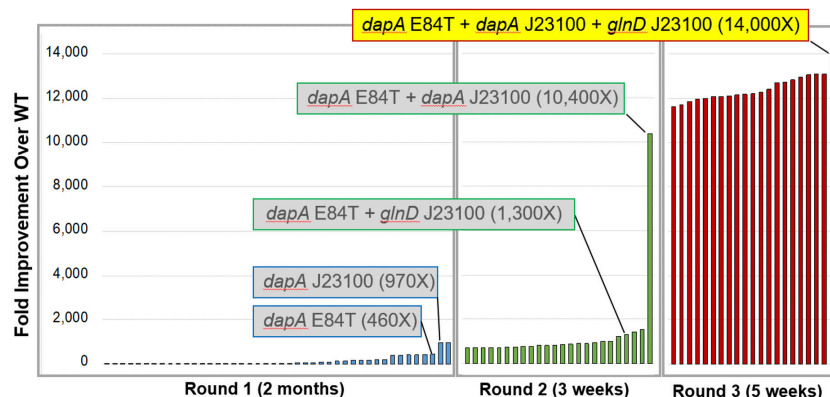 dapA E84T + dapA J23100 + glnD J23100 (14,000X)
14,000
12,000
10,000
8,000
6,000
4,000
2,000
0
Fold Improvement Over WT
dapA E84T + dapA J23100 (10,400X)
dapA E84T + glnD J23100 (1,300X)
dapA J23100 (970X)
dapA E84T (460X)
Round 1 (2 months)
Round 2 (3 weeks)
Round 3 (5 weeks)